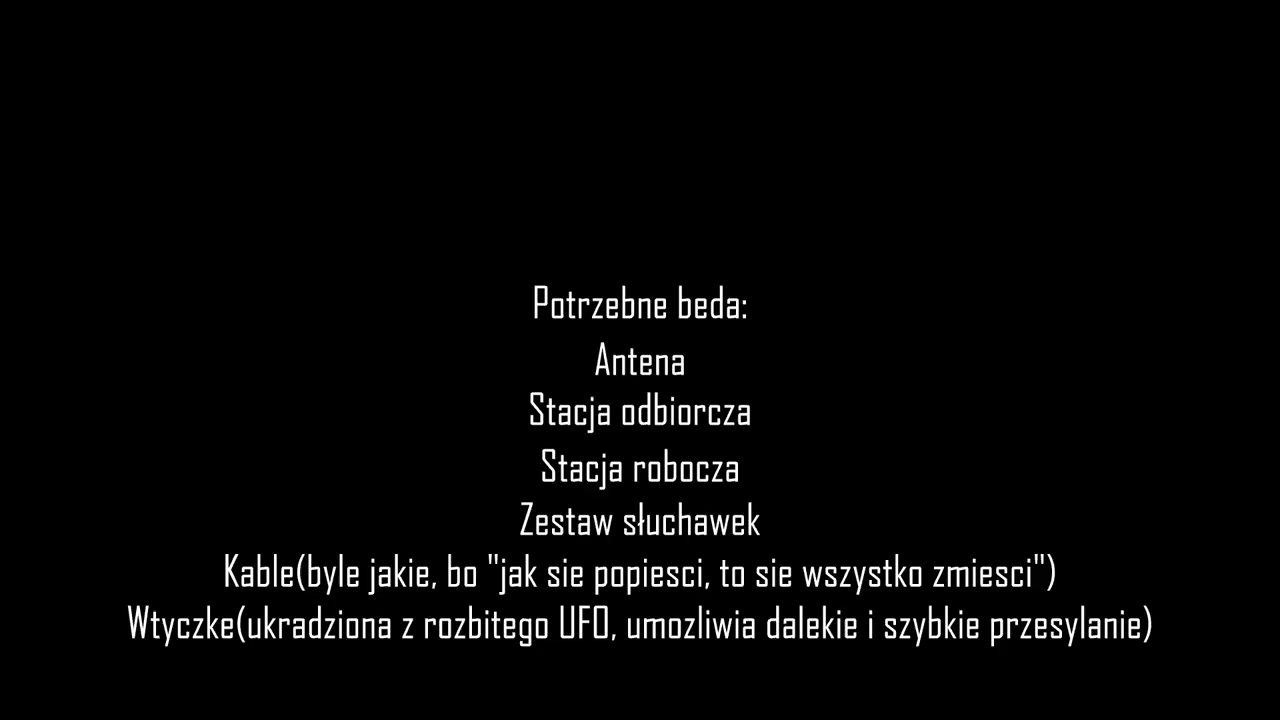 Potrzebne beda:
Antena
Stacja odbiorcza
Stacja robocza
Zestaw słuchawek
Kable(byle jakie, bo "jak sie popiesci, to sie wszystko zmiesci")
Wtyczke(ukradziona z rozbitego UFO, umozliwia dalekie i szybkie przesylanie)